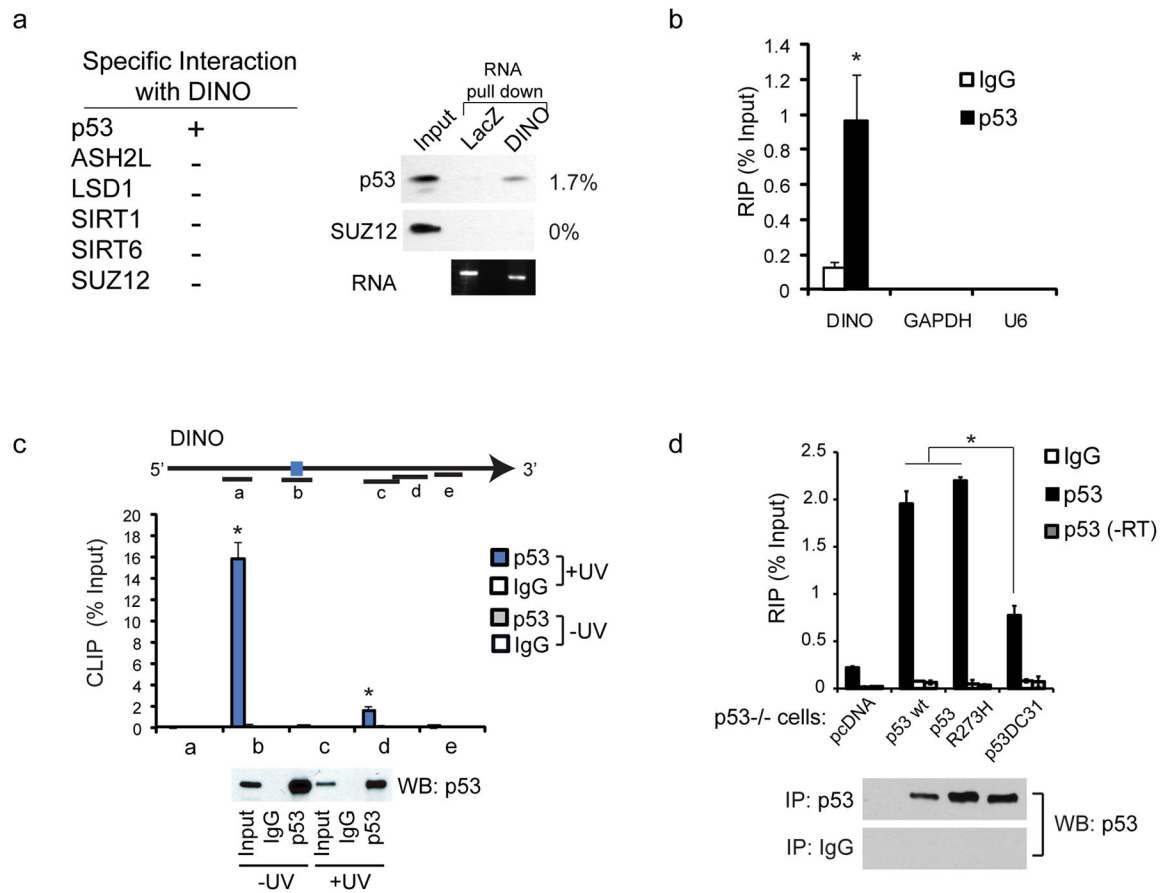 a
Specific Interaction
with DINO
p53 +
ASH2L -
LSD1 -
SIRT1 -
SIRT6 -
SUZ12 -
RNA
pull down
Input LacZ DINO
p53 1.7%
SUZ12 0%
RNA
b
RIP (% Input)
1.4
1.2
1
0.8
0.6
0.4
0.2
0
*
IgG
p53
DINO GAPDH U6
c
DINO
5’ 3’
a b c d e
CLIP (% Input)
20
18
16
14
12
10
8
6
4
2
0
* *
p53
IgG
+UV
p53
IgG
-UV
a b c d e
WB: p53
Input IgG p53 Input IgG p53
-UV +UV
d
RIP (% Input)
2.5
2.0
1.5
1.0
0.5
0
*
IgG
p53
p53 (-RT)
p53-/- cells:
pcDNA
p53 wt
p53
R273H
p53DC31
IP: p53
IP: IgG
WB: p53